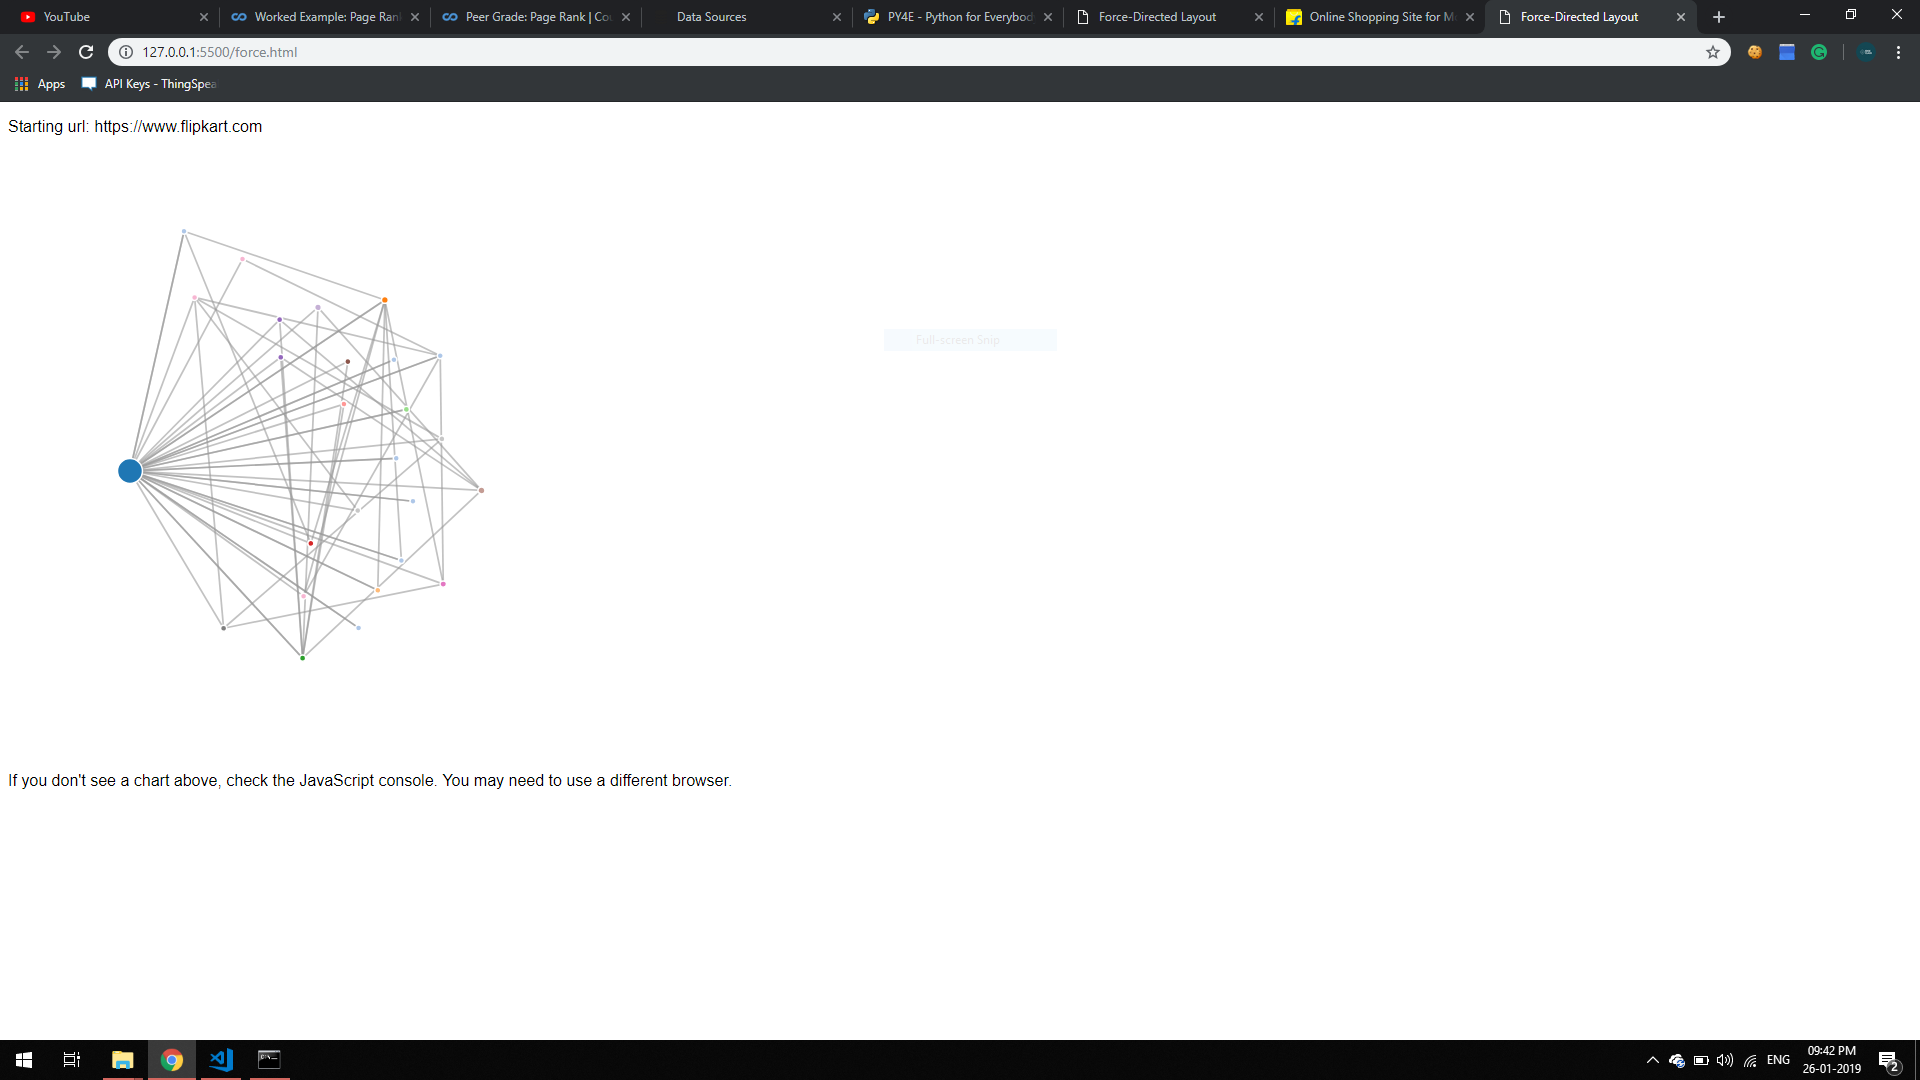 YouTube
Worked Example: Page Ran
Peer Grade: Page Rank | Cou
Data Sources
PY4E - Python for Everybod
Force-Directed Layout
Online Shopping Site for M
Force-Directed Layout
127.0.0.1:5500/force.html
Apps
API Keys - ThingSpea
Starting url: https://www.flipkart.com
Full-screen Snip
If you don't see a chart above, check the JavaScript console. You may need to use a different browser.
ENG
09:42 PM
26-01-2019
2